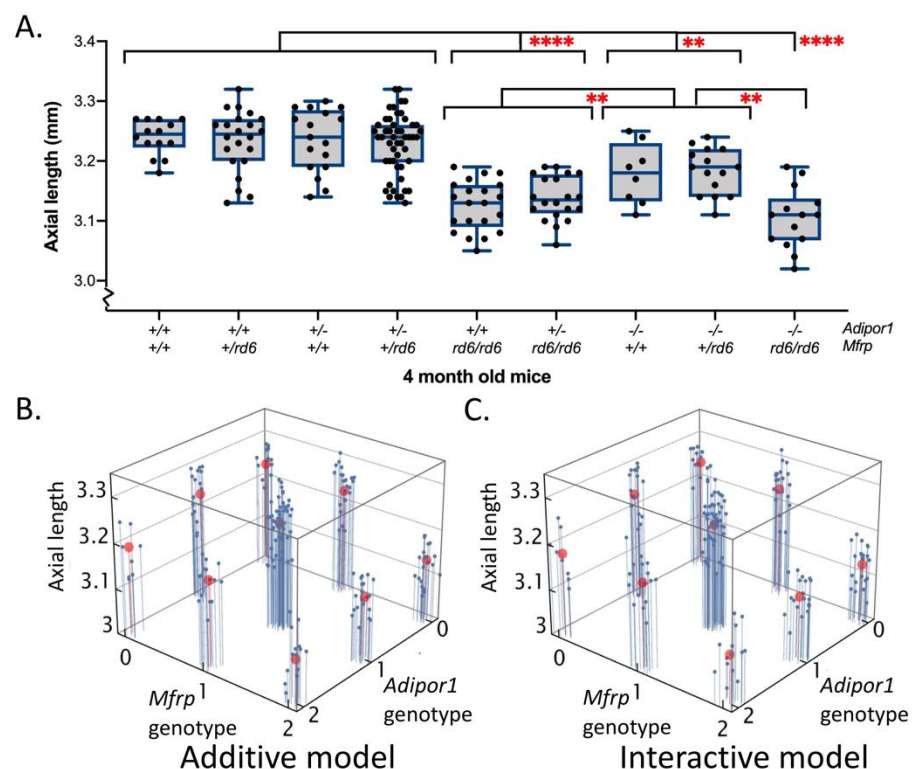 A.
**** ** ****
3.4
** **
3.3
3.2
3.1
3.0
Axial length (mm)
+/+ +/+ +/- +/- +/+ +/- -/- -/- -/- Adipor1
+/+ +/rd6 +/+ +/rd6 rd6/rd6 rd6/rd6 +/+ +/rd6 rd6/rd6 Mfrp
4 month old mice
B.
Axial length
3.3
3.2
3.1
3
0
1
2
Mfrp
genotype
0
1
2
Adipor1
genotype
Additive model
C.
Axial length
3.3
3.2
3.1
3
0
1
2
Mfrp
genotype
0
1
2
Adipor1
genotype
Interactive model